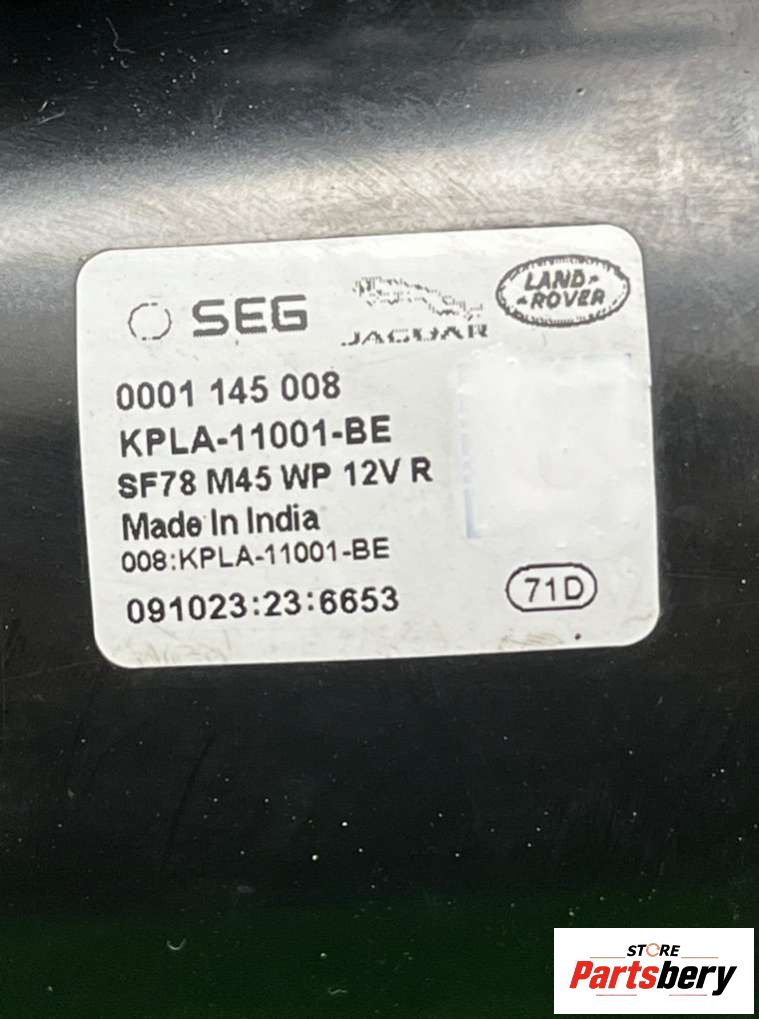 SEG
JAGUAR
LAND-
-ROVER
0001 145 008
KPLA-11001-BE
SF78 M45 WP 12V R
Made In India
008:KPLA-11001-BE
091023:23:6653
71D
STORE
Partsbery